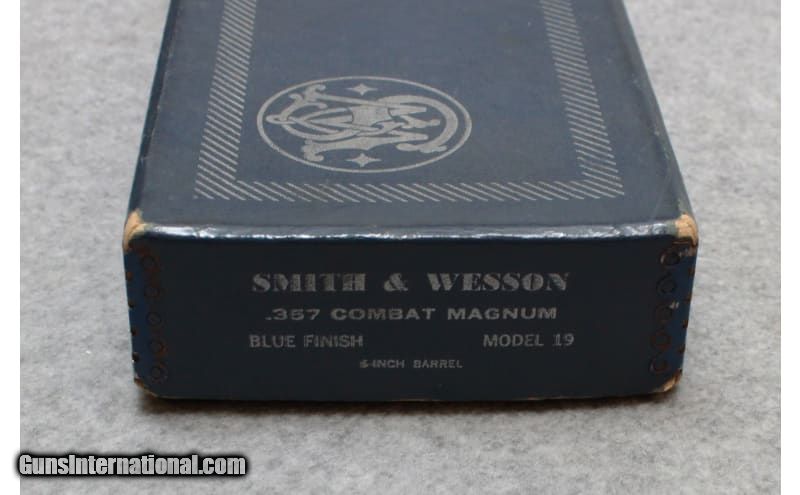 SMITH & WESSON
.357 COMBAT MAGNUM
BLUE FINISH MODEL 19
6-INCH BARREL
GunsInternational.com